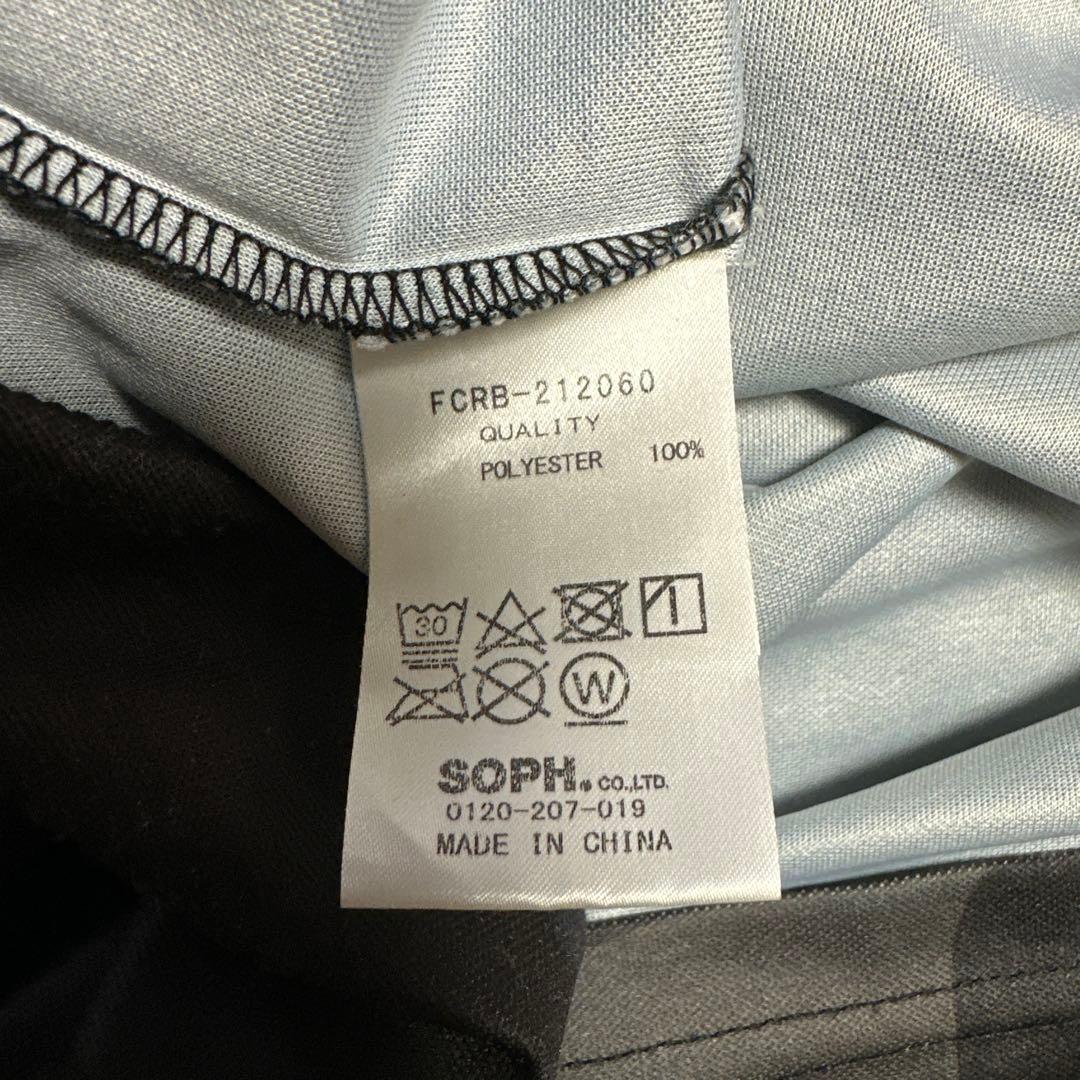 FCRB-212060
QUALITY
POLYESTER 100%
30
W
SOPH. CO.,LTD.
0120-207-019
MADE IN CHINA